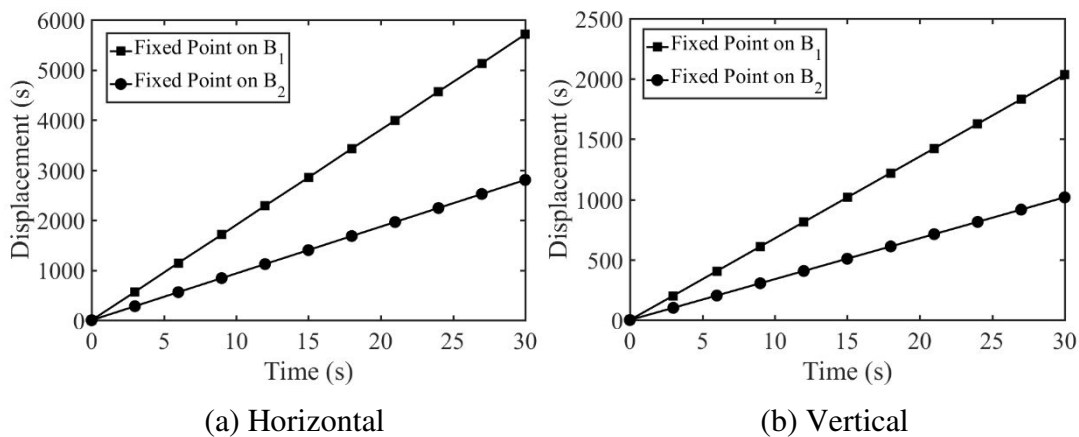 6000
5000
4000
3000
2000
1000
0
Displacement (s)
Fixed Point on B1
Fixed Point on B2
0 5 10 15 20 25 30
Time (s)
(a) Horizontal
2500
2000
1500
1000
500
0
Displacement (s)
Fixed Point on B1
Fixed Point on B2
0 5 10 15 20 25 30
Time (s)
(b) Vertical